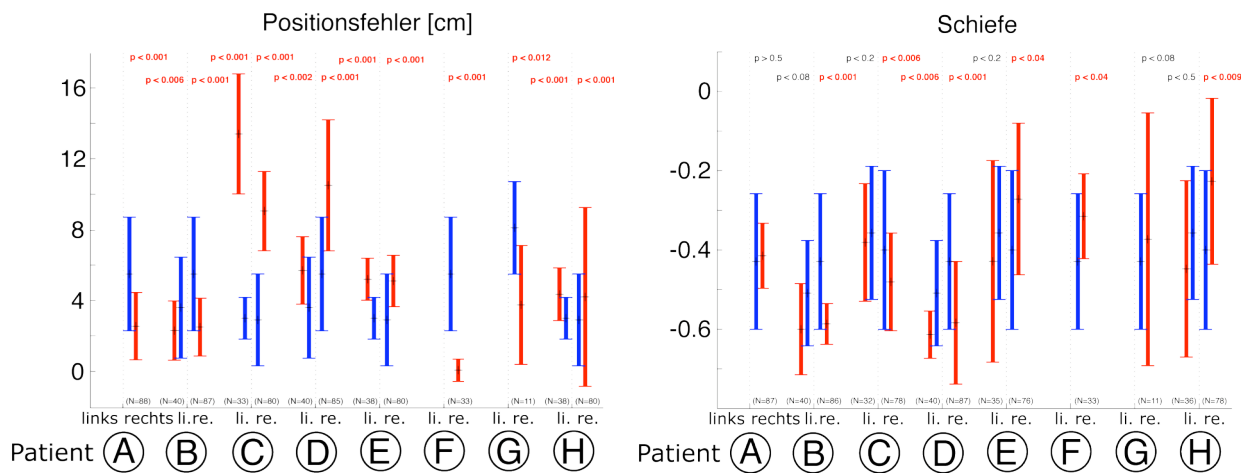 Positionsfehler [cm]
p < 0.001 p < 0.001 p < 0.001 p < 0.001 p < 0.001 p < 0.012
p < 0.006 p < 0.001 p < 0.002 p < 0.001 p < 0.001 p < 0.001 p < 0.001
16
12
8
4
0
(N=88) (N=40) (N=87) (N=33) (N=80) (N=40) (N=85) (N=38) (N=80) (N=33) (N=11) (N=38) (N=80)
links rechts li. re. li. re. li. re. li. re. li. re. li. re. li. re.
Patient A B C D E F G H
Schiefe
p > 0.5 p < 0.2 p < 0.006 p < 0.2 p < 0.04 p < 0.08
p < 0.08 p < 0.001 p < 0.006 p < 0.001 p < 0.04 p < 0.5 p < 0.009
0
-0.2
-0.4
-0.6
(N=87) (N=40) (N=86) (N=32) (N=78) (N=40) (N=87) (N=35) (N=76) (N=33) (N=11) (N=36) (N=78)
links rechts li. re. li. re. li. re. li. re. li. re. li. re. li. re.
Patient A B C D E F G H